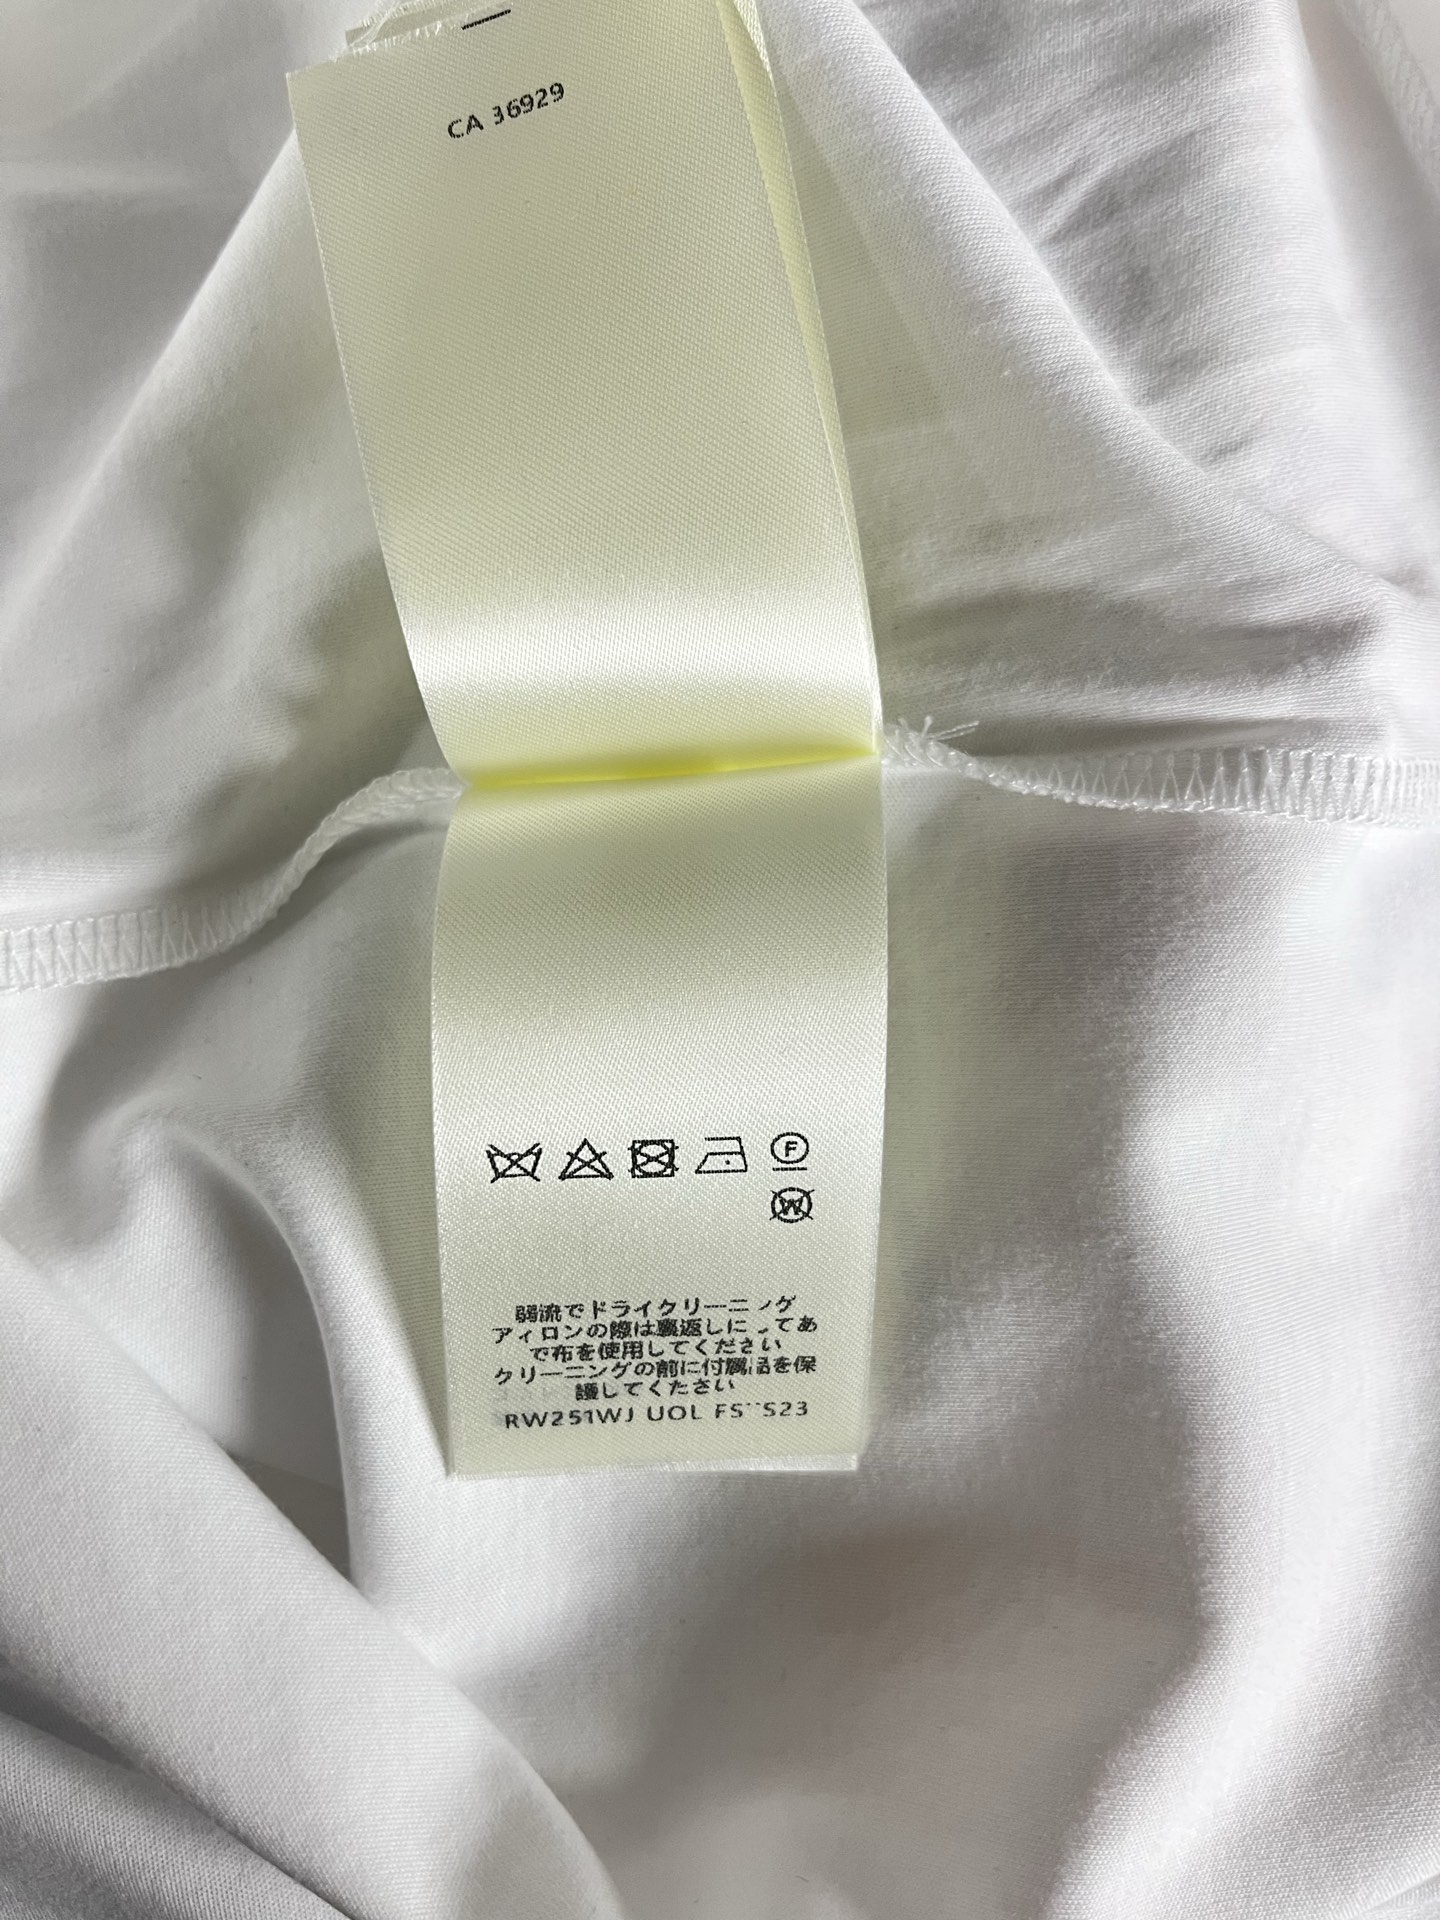 CA 36929
F
W
弱流でドライクリーニング
アイロンの際は裏返しに してあ
て布を使用してください
クリーニングの前に付属品を保
護してください
RW251WJ UOL S23